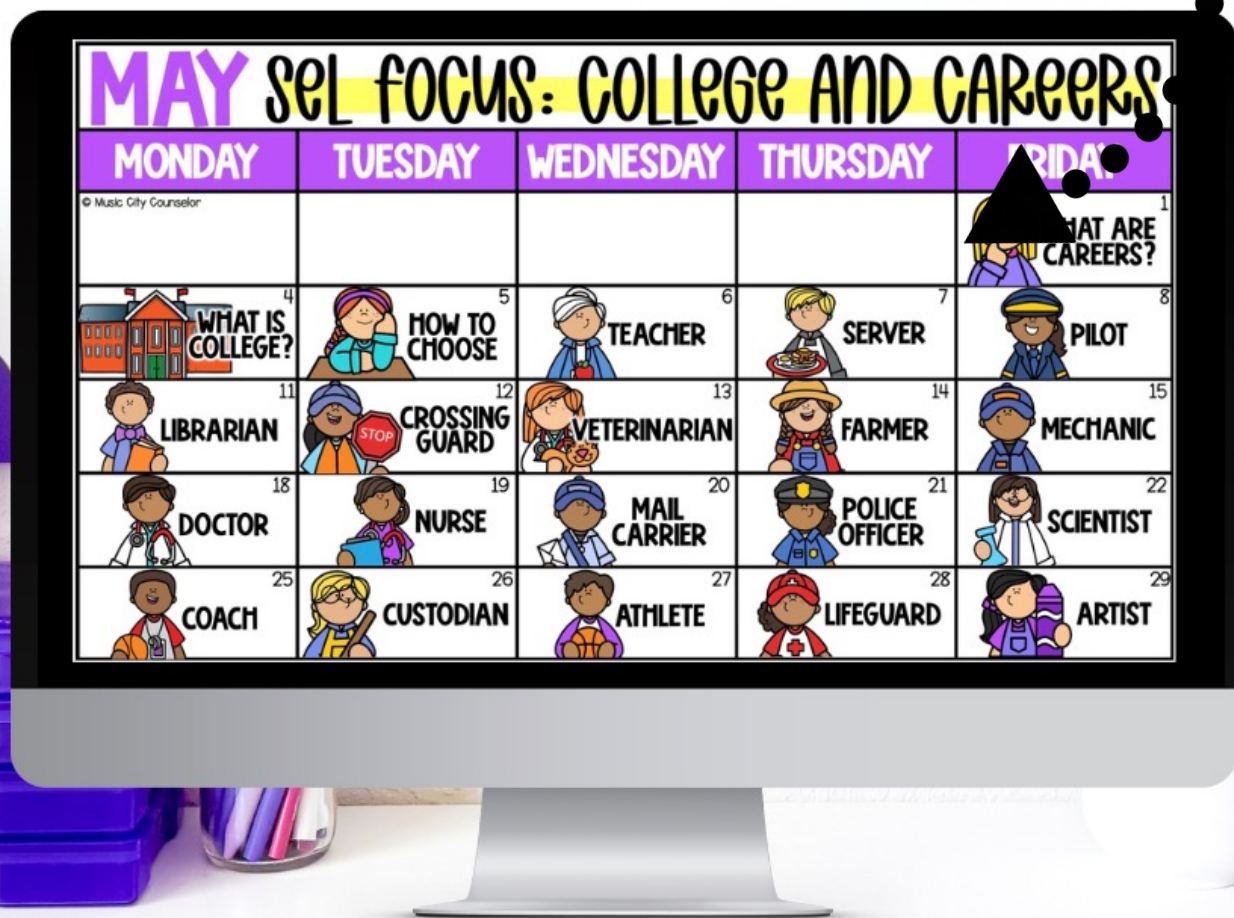 MAY SEL FOCUS: COLLEGE AND CAREERS
MONDAY TUESDAY WEDNESDAY THURSDAY
© Music City Counselor
1
ARE
CAREERS?
4
WHAT IS
COLLEGE?
5
HOW TO
CHOOSE
6
TEACHER
7
SERVER
8
PILOT
11
LIBRARIAN
12
CROSSING
GUARD
STOP
13
VETERINARIAN
14
FARMER
15
MECHANIC
18
DOCTOR
19
NURSE
20
MAIL
CARRIER
21
POLICE
OFFICER
22
SCIENTIST
25
COACH
26
CUSTODIAN
27
ATHLETE
28
LIFEGUARD
29
ARTIST